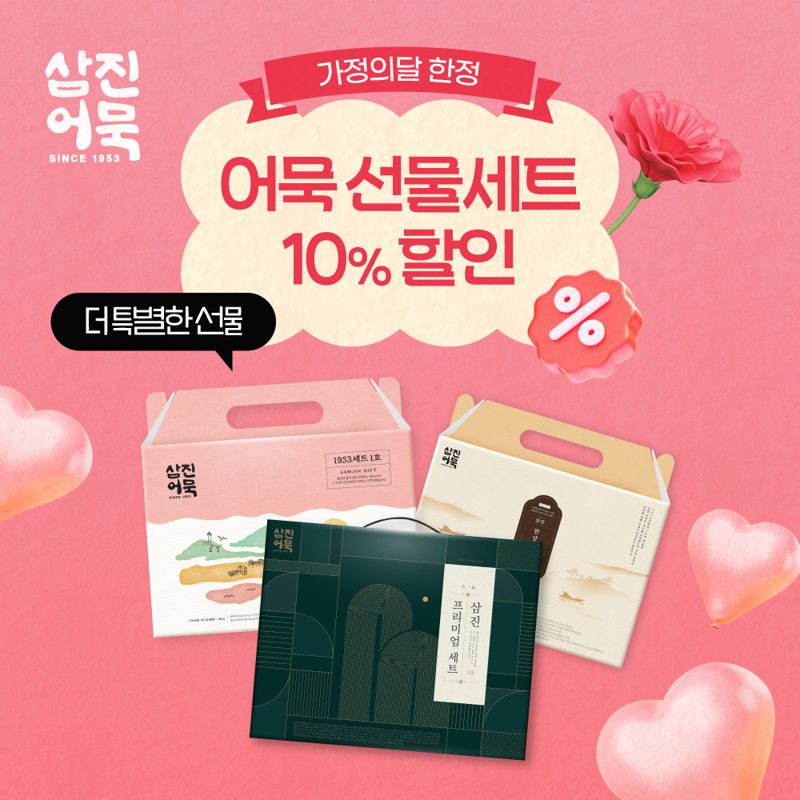 삼진
어묵
SINCE 1953
가정의달 한정
어묵 선물세트
10% 할인
%
더 특별한 선물
삼진
어묵
SINCE 1953
1953세트 1호
SAMJIN GIFT
삼진
어묵
삼진
어묵
삼진
프리미엄 세트